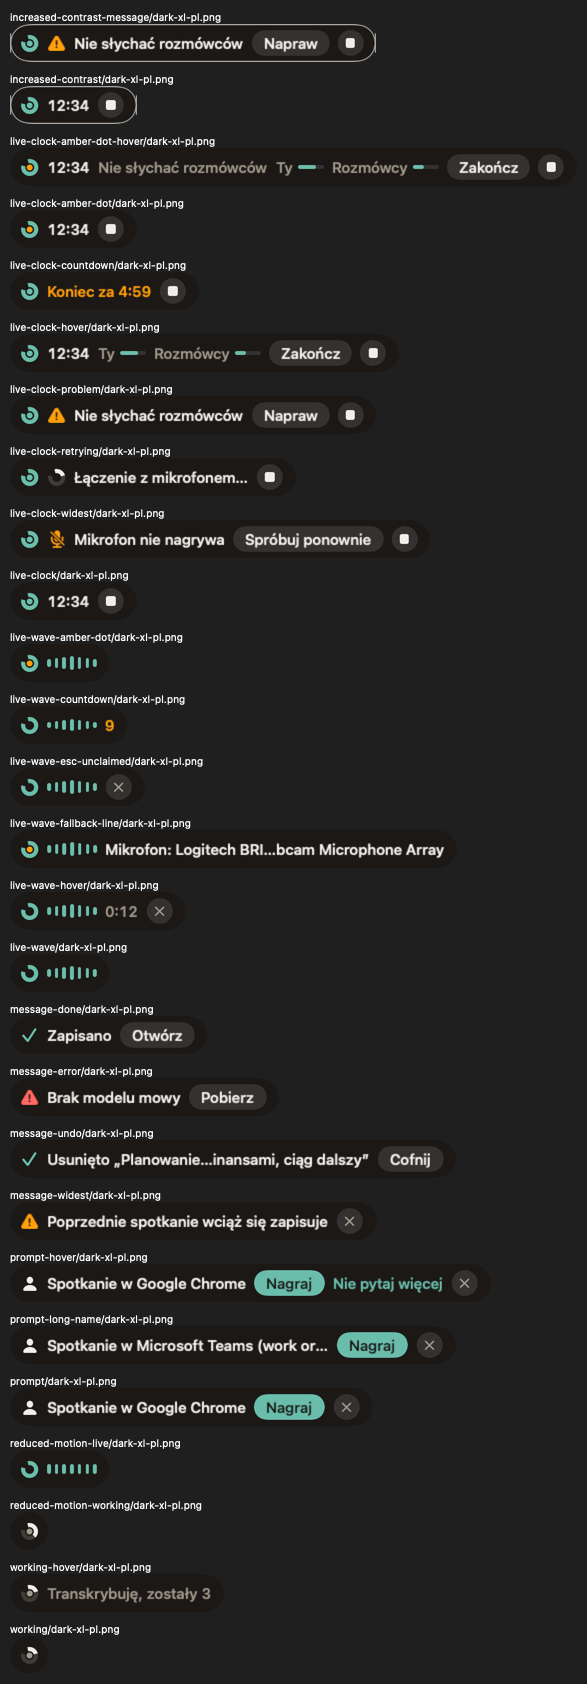 increased-contrast-message/dark-xl-pl.png
Nie słychać rozmówców Napraw
increased-contrast/dark-xl-pl.png
12:34
live-clock-amber-dot-hover/dark-xl-pl.png
12:34 Nie słychać rozmówców Ty Rozmówcy Zakończ
live-clock-amber-dot/dark-xl-pl.png
12:34
live-clock-countdown/dark-xl-pl.png
Koniec za 4:59
live-clock-hover/dark-xl-pl.png
12:34 Ty Rozmówcy Zakończ
live-clock-problem/dark-xl-pl.png
Nie słychać rozmówców Napraw
live-clock-retrying/dark-xl-pl.png
Łączenie z mikrofonem...
live-clock-widest/dark-xl-pl.png
Mikrofon nie nagrywa Spróbuj ponownie
live-clock/dark-xl-pl.png
12:34
live-wave-amber-dot/dark-xl-pl.png
live-wave-countdown/dark-xl-pl.png
9
live-wave-esc-unclaimed/dark-xl-pl.png
live-wave-fallback-line/dark-xl-pl.png
Mikrofon: Logitech BRI...bcam Microphone Array
live-wave-hover/dark-xl-pl.png
0:12
live-wave/dark-xl-pl.png
message-done/dark-xl-pl.png
Zapisano Otwórz
message-error/dark-xl-pl.png
Brak modelu mowy Pobierz
message-undo/dark-xl-pl.png
Usunięto „Planowanie...inansami, ciąg dalszy” Cofnij
message-widest/dark-xl-pl.png
Poprzednie spotkanie wciąż się zapisuje
prompt-hover/dark-xl-pl.png
Spotkanie w Google Chrome Nagraj Nie pytaj więcej
prompt-long-name/dark-xl-pl.png
Spotkanie w Microsoft Teams (work or... Nagraj
prompt/dark-xl-pl.png
Spotkanie w Google Chrome Nagraj
reduced-motion-live/dark-xl-pl.png
reduced-motion-working/dark-xl-pl.png
working-hover/dark-xl-pl.png
Transkrybuję, zostały 3
working/dark-xl-pl.png